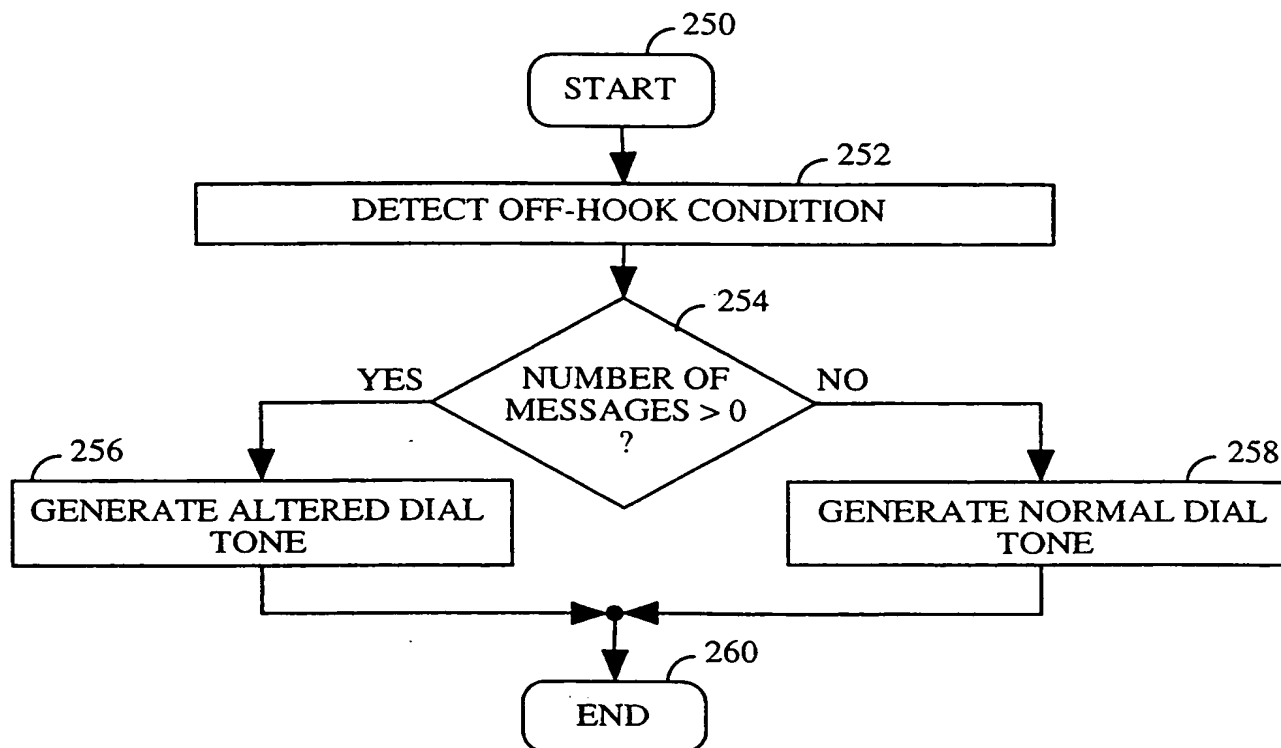 250
START
252
DETECT OFF-HOOK CONDITION
254
YES
NUMBER OF
MESSAGES > 0
?
NO
256
GENERATE ALTERED DIAL
TONE
258
GENERATE NORMAL DIAL
TONE
260
END